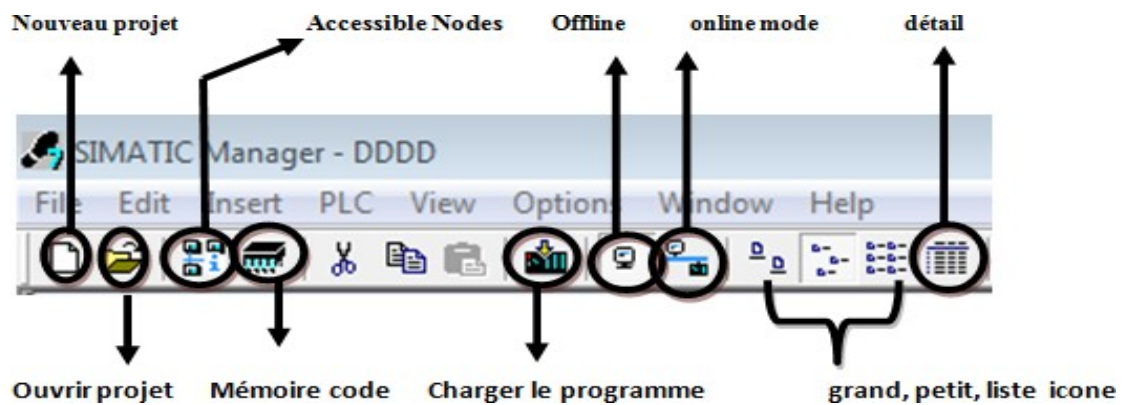 Nouveau projet Accessible Nodes Offline online mode détail
SIMATIC Manager - DDDD
File Edit Insert PLC View Options Window Help
Ouvrir projet Mémoire code Charger le programme grand, petit, liste icone